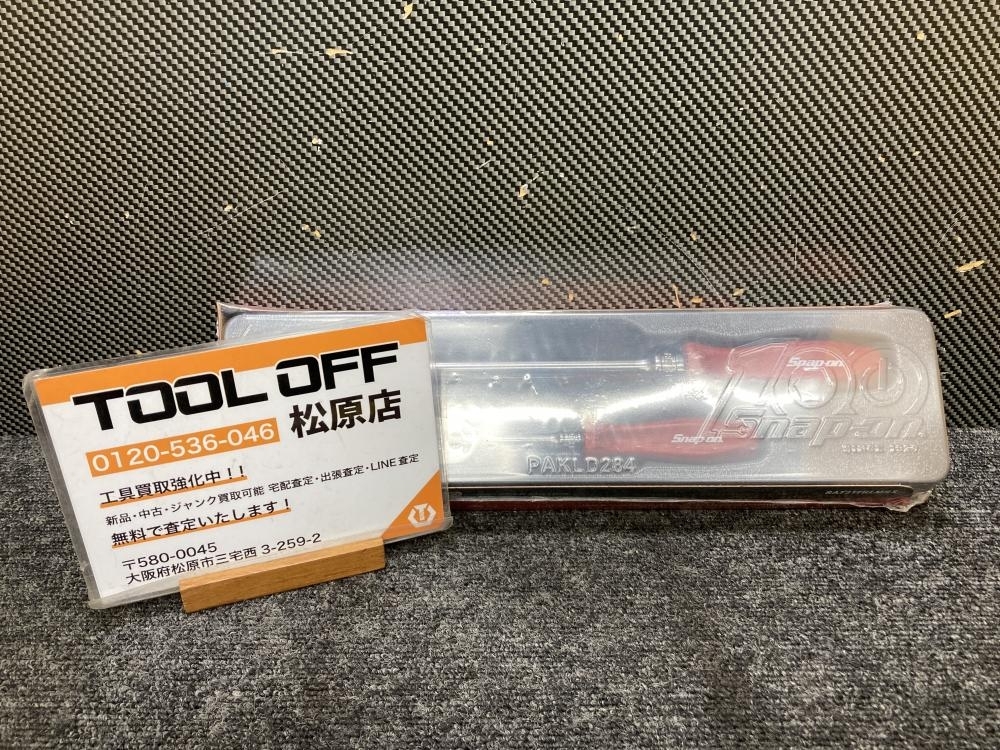 TOOL OFF
0120-536-046
松原店
工具買取強化中！！
新品・中古・ジャンク買取可能 宅配査定・出張査定・LINE査定
無料で査定いたします！
〒580-0045
大阪府松原市三宅西 3-259-2
Snap-on
Snap-on
100
Snap-on
PAKLD284